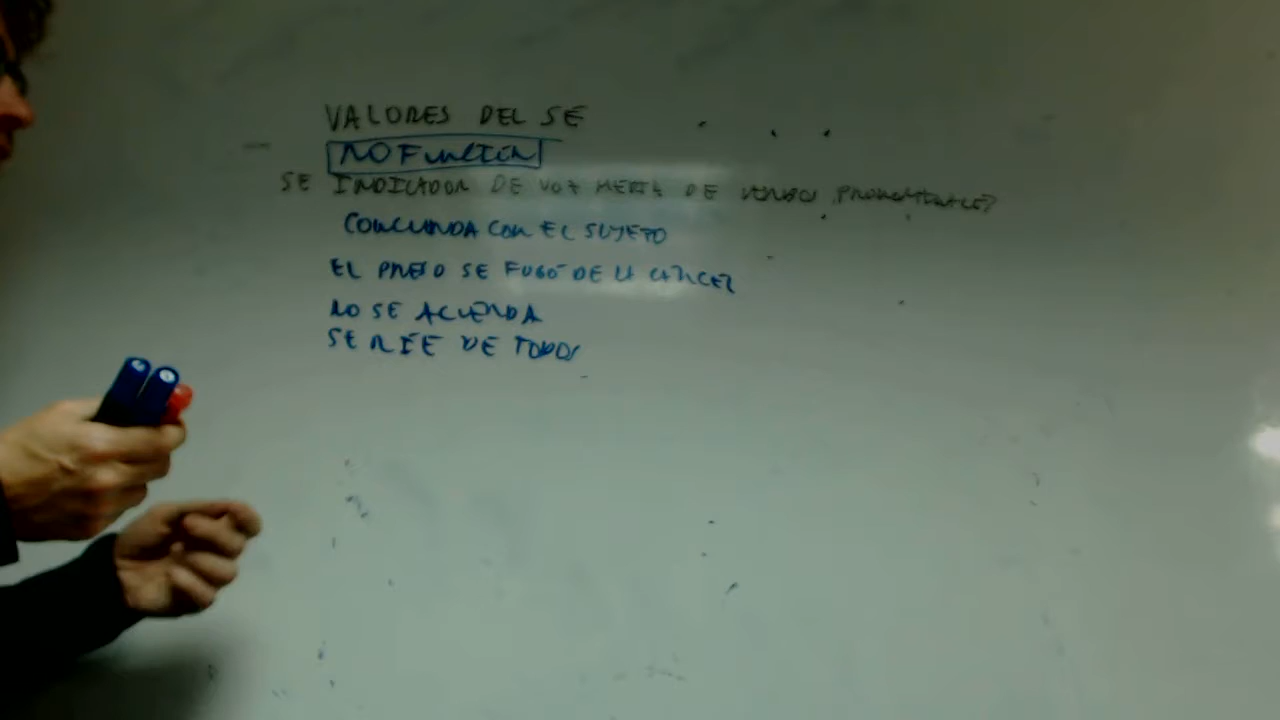 VALORES DEL SE
NO FUNCIÓN
SE INDICADOR DE VOZ MEDIA DE VERBOS PRONOMINALES
CONCUERDA CON EL SUJETO
EL PRESO SE FUGÓ DE LA CÁRCEL
NO SE ACUERDA
SE RÍE DE TODOS